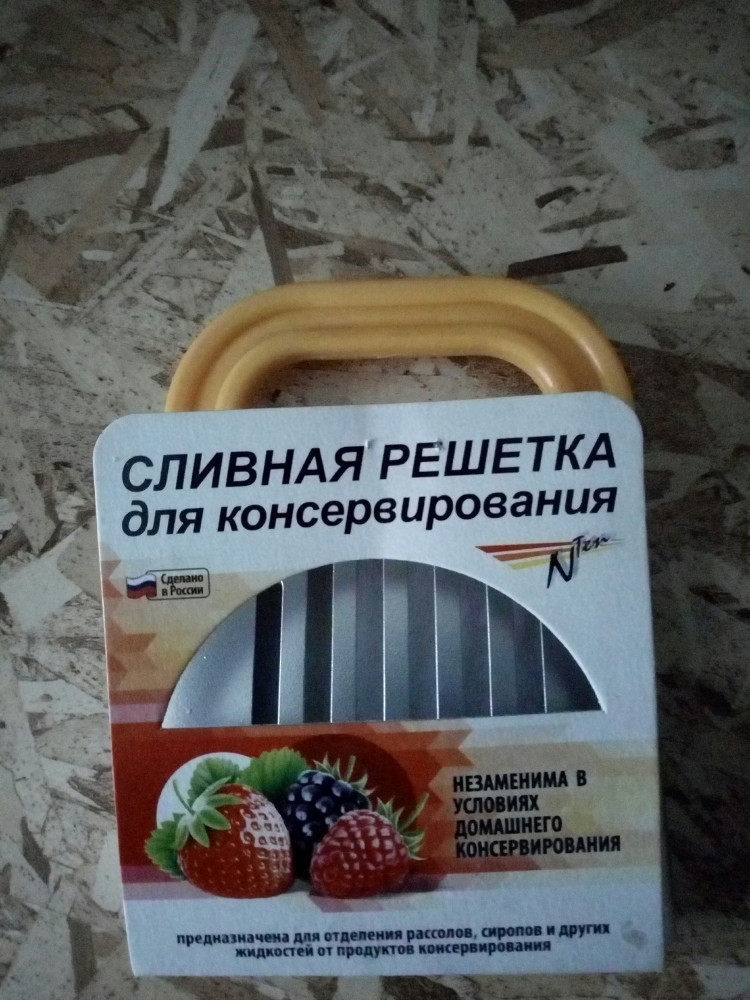 СЛИВНАЯ РЕШЕТКА
для консервирования
NTen
Сделано
в России
НЕЗАМЕНИМА В
УСЛОВИЯХ
ДОМАШНЕГО
КОНСЕРВИРОВАНИЯ
предназначена для отделения рассолов, сиропов и других
жидкостей от продуктов консервирования